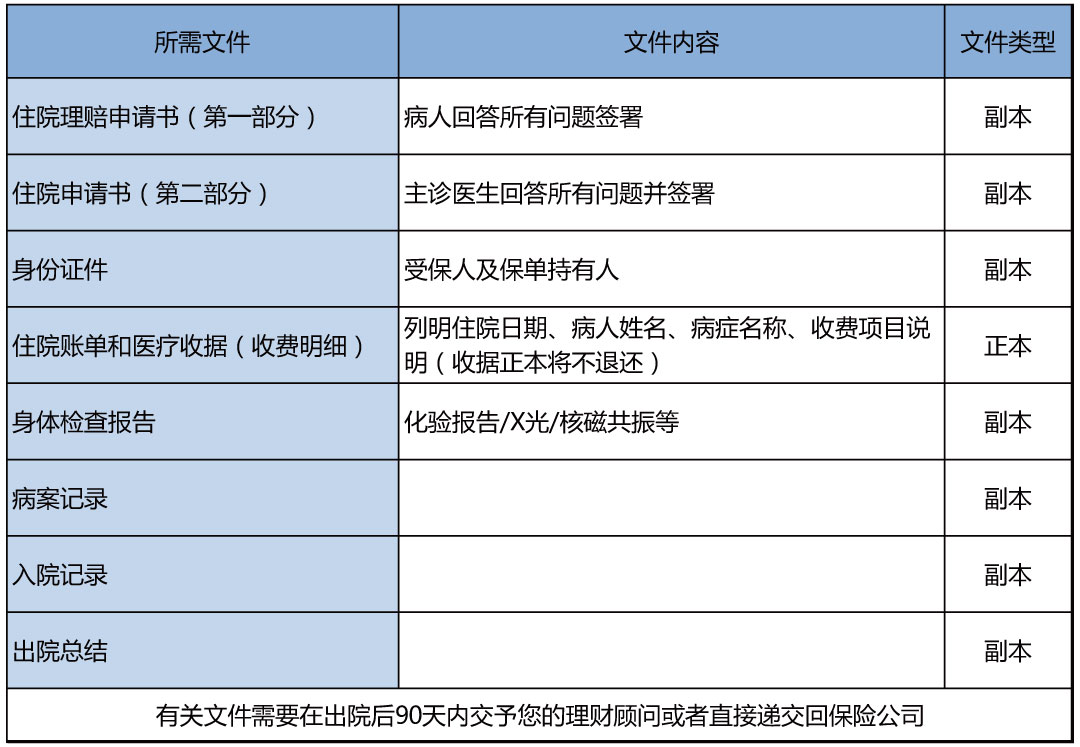 所需文件 文件内容 文件类型
住院理赔申请书（第一部分） 病人回答所有问题签署 副本
住院申请书（第二部分） 主诊医生回答所有问题并签署 副本
身份证件 受保人及保单持有人 副本
住院账单和医疗收据（收费明细） 列明住院日期、病人姓名、病症名称、收费项目说
明（收据正本将不退还） 正本
身体检查报告 化验报告/X光/核磁共振等 副本
病案记录 副本
入院记录 副本
出院总结 副本
有关文件需要在出院后90天内交予您的理财顾问或者直接递交回保险公司